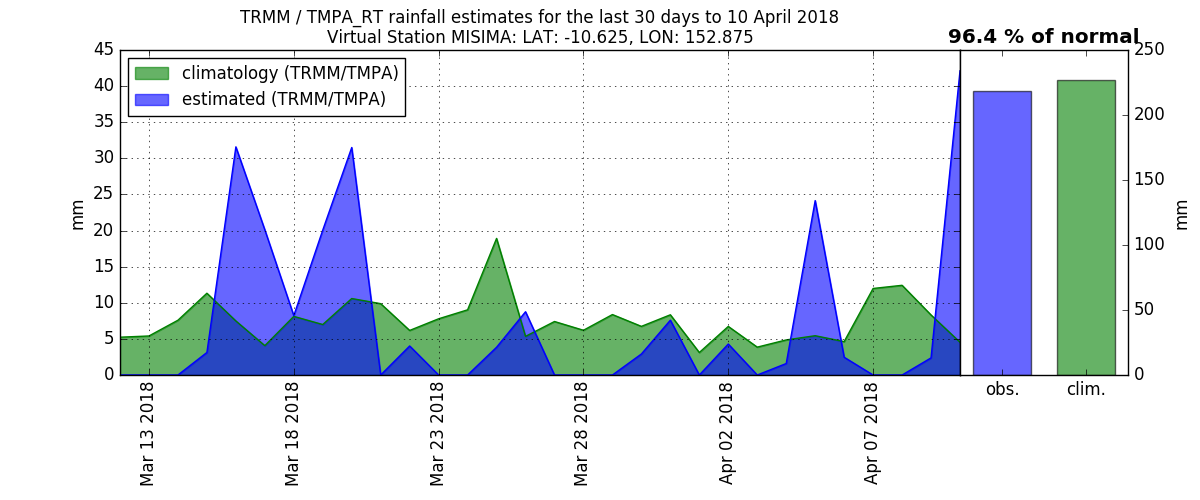 TRMM / TMPA_RT rainfall estimates for the last 30 days to 10 April 2018
Virtual Station MISIMA: LAT: -10.625, LON: 152.875
96.4 % of normal
climatology (TRMM/TMPA)
estimated (TRMM/TMPA)
mm
45
40
35
30
25
20
15
10
5
0
Mar 13 2018
Mar 18 2018
Mar 23 2018
Mar 28 2018
Apr 02 2018
Apr 07 2018
obs.
clim.
250
200
150
100
50
0
mm